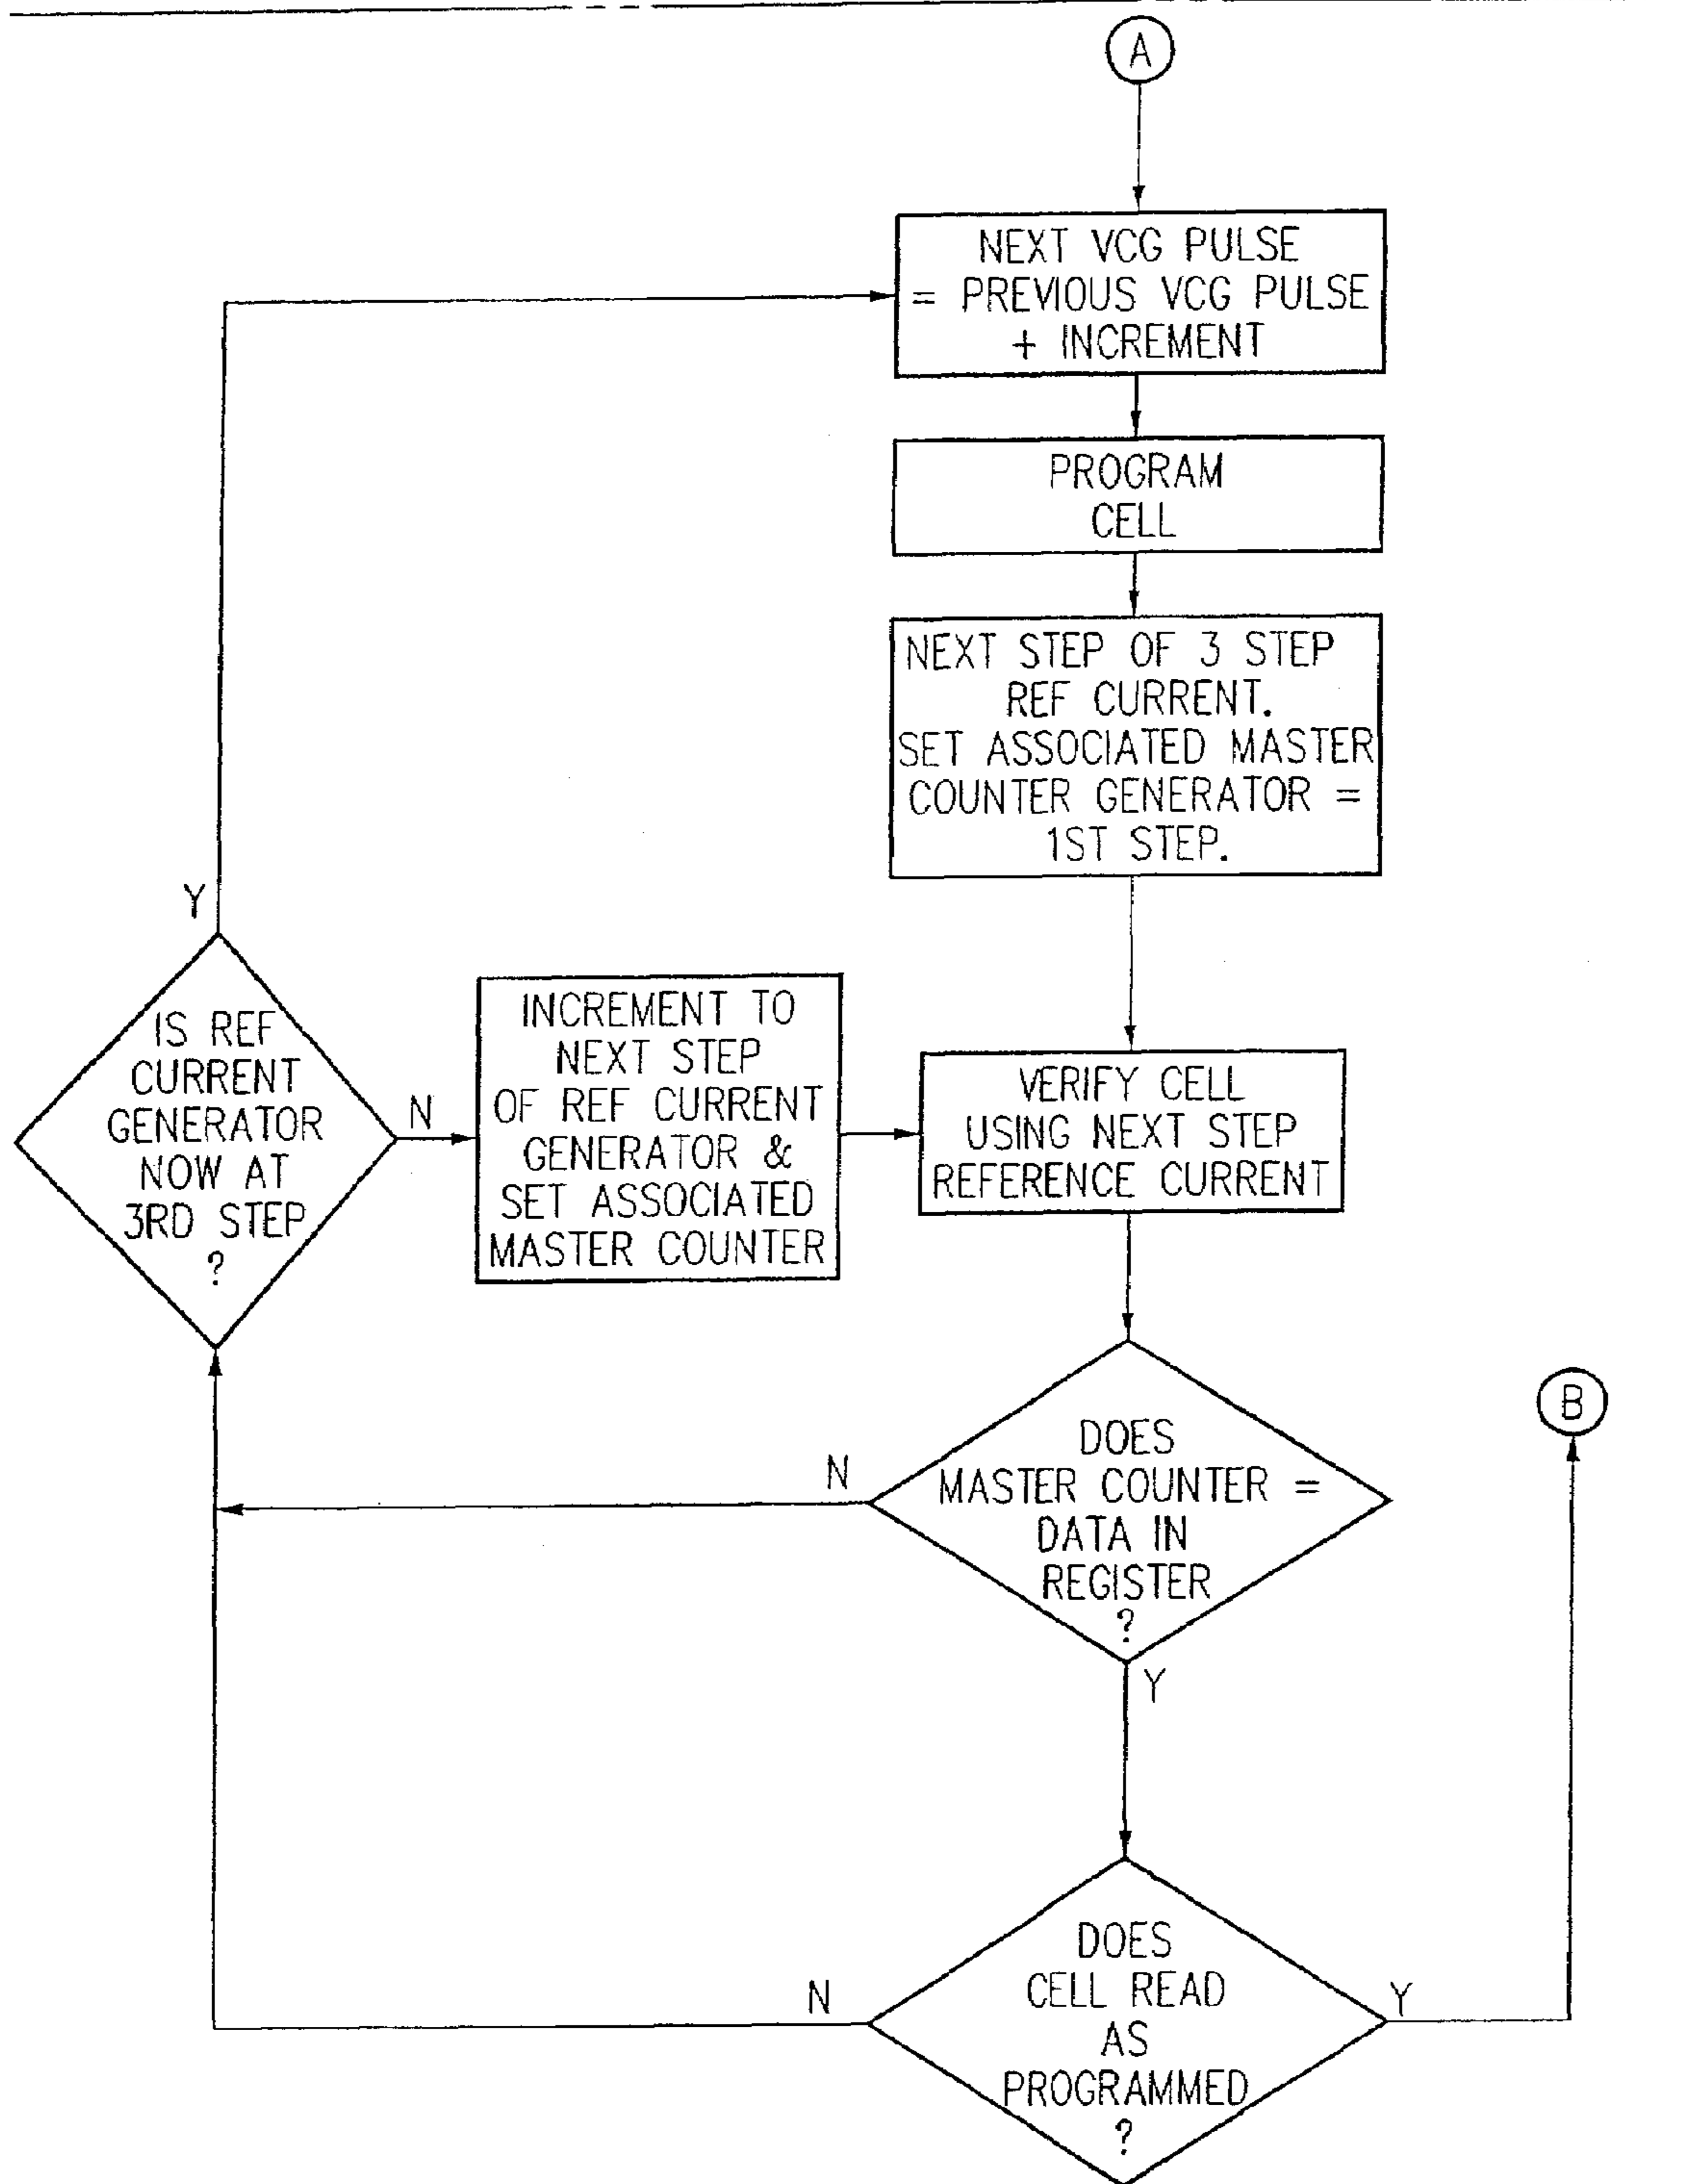 A
NEXT VCG PULSE
= PREVIOUS VCG PULSE
+ INCREMENT
PROGRAM
CELL
NEXT STEP OF 3 STEP
REF CURRENT.
SET ASSOCIATED MASTER
COUNTER GENERATOR =
1ST STEP.
Y
IS REF
CURRENT
GENERATOR
NOW AT
3RD STEP
?
N
INCREMENT TO
NEXT STEP
OF REF CURRENT
GENERATOR &
SET ASSOCIATED
MASTER COUNTER
VERIFY CELL
USING NEXT STEP
REFERENCE CURRENT
B
N
DOES
MASTER COUNTER =
DATA IN
REGISTER
?
Y
N
DOES
CELL READ
AS
PROGRAMMED
?
Y